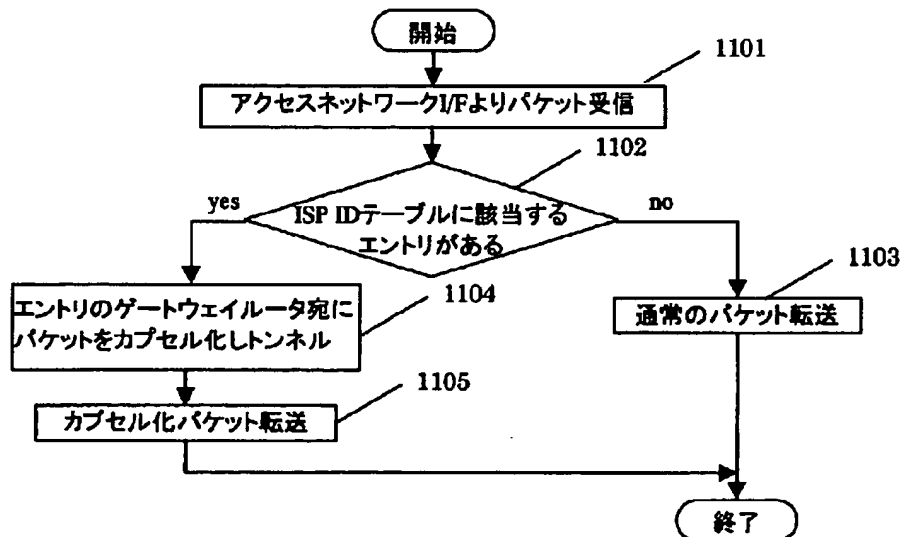 開始
1101
アクセスネットワークI/Fよりパケット受信
1102
yes
ISP IDテーブルに該当する
エントリがある
no
1103
1104
エントリのゲートウェイルータ宛に
パケットをカプセル化しトンネル
通常のパケット転送
1105
カプセル化パケット転送
終了